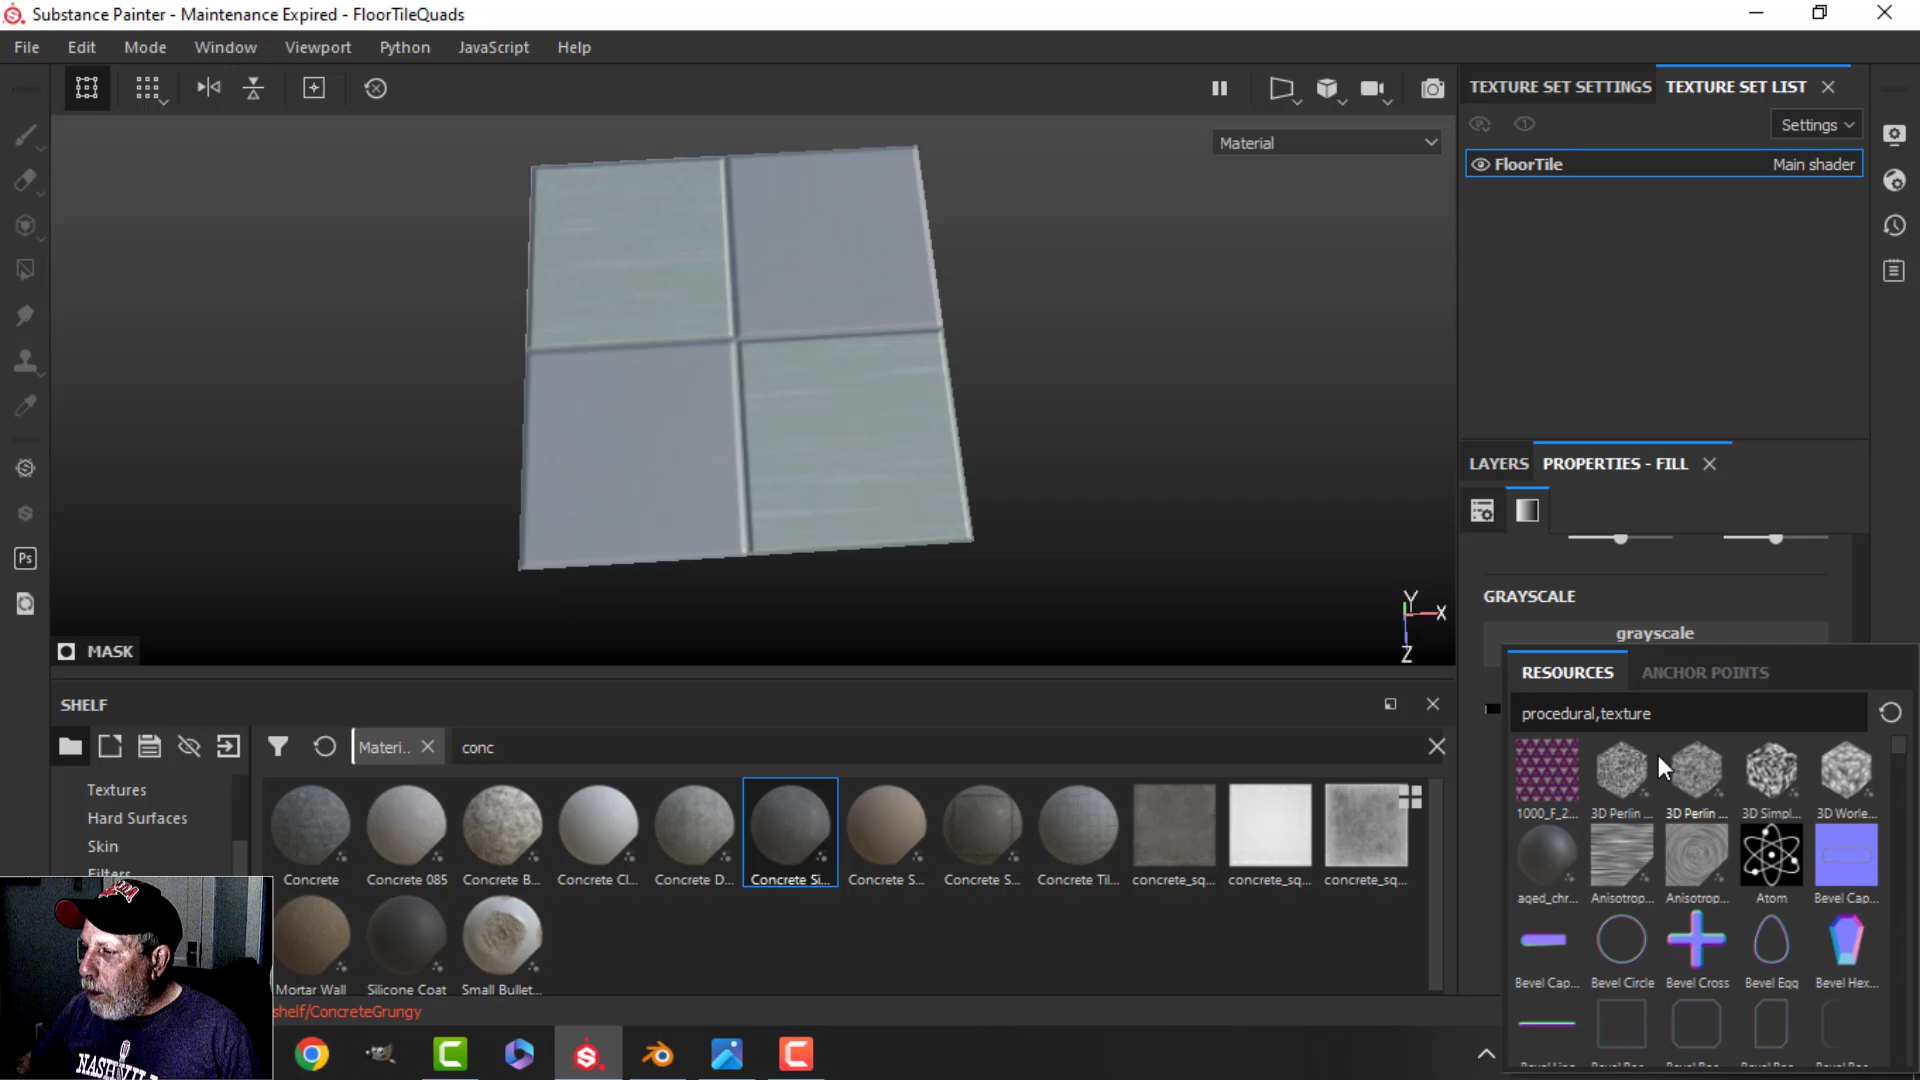 Substance Painter - Maintenance Expired - FloorTileQuads
File Edit Mode Window Viewport Python JavaScript Help
TEXTURE SET SETTINGS TEXTURE SET LIST
Material
Settings
FloorTile Main shader
LAYERS PROPERTIES - FILL
Ps
GRAYSCALE
grayscale
Y
X
Z
MASK
RESOURCES ANCHOR POINTS
procedural,texture
1000_F_2... 3D Perlin ... 3D Perlin ... 3D Simpl... 3D Worle...
aged_chr... Anisotrop... Anisotrop... Atom Bevel Cap...
Bevel Cap... Bevel Circle Bevel Cross Bevel Egg Bevel Hex...
SHELF
Materi.. conc
Textures
Hard Surfaces
Skin
Filters
Concrete Concrete 085 Concrete B... Concrete Cl... Concrete D... Concrete Si... Concrete S... Concrete S... Concrete Til... concrete_sq... concrete_sq... concrete_sq...
Mortar Wall Silicone Coat Small Bullet...
shelf/ConcreteGrungy
NASHVILLE